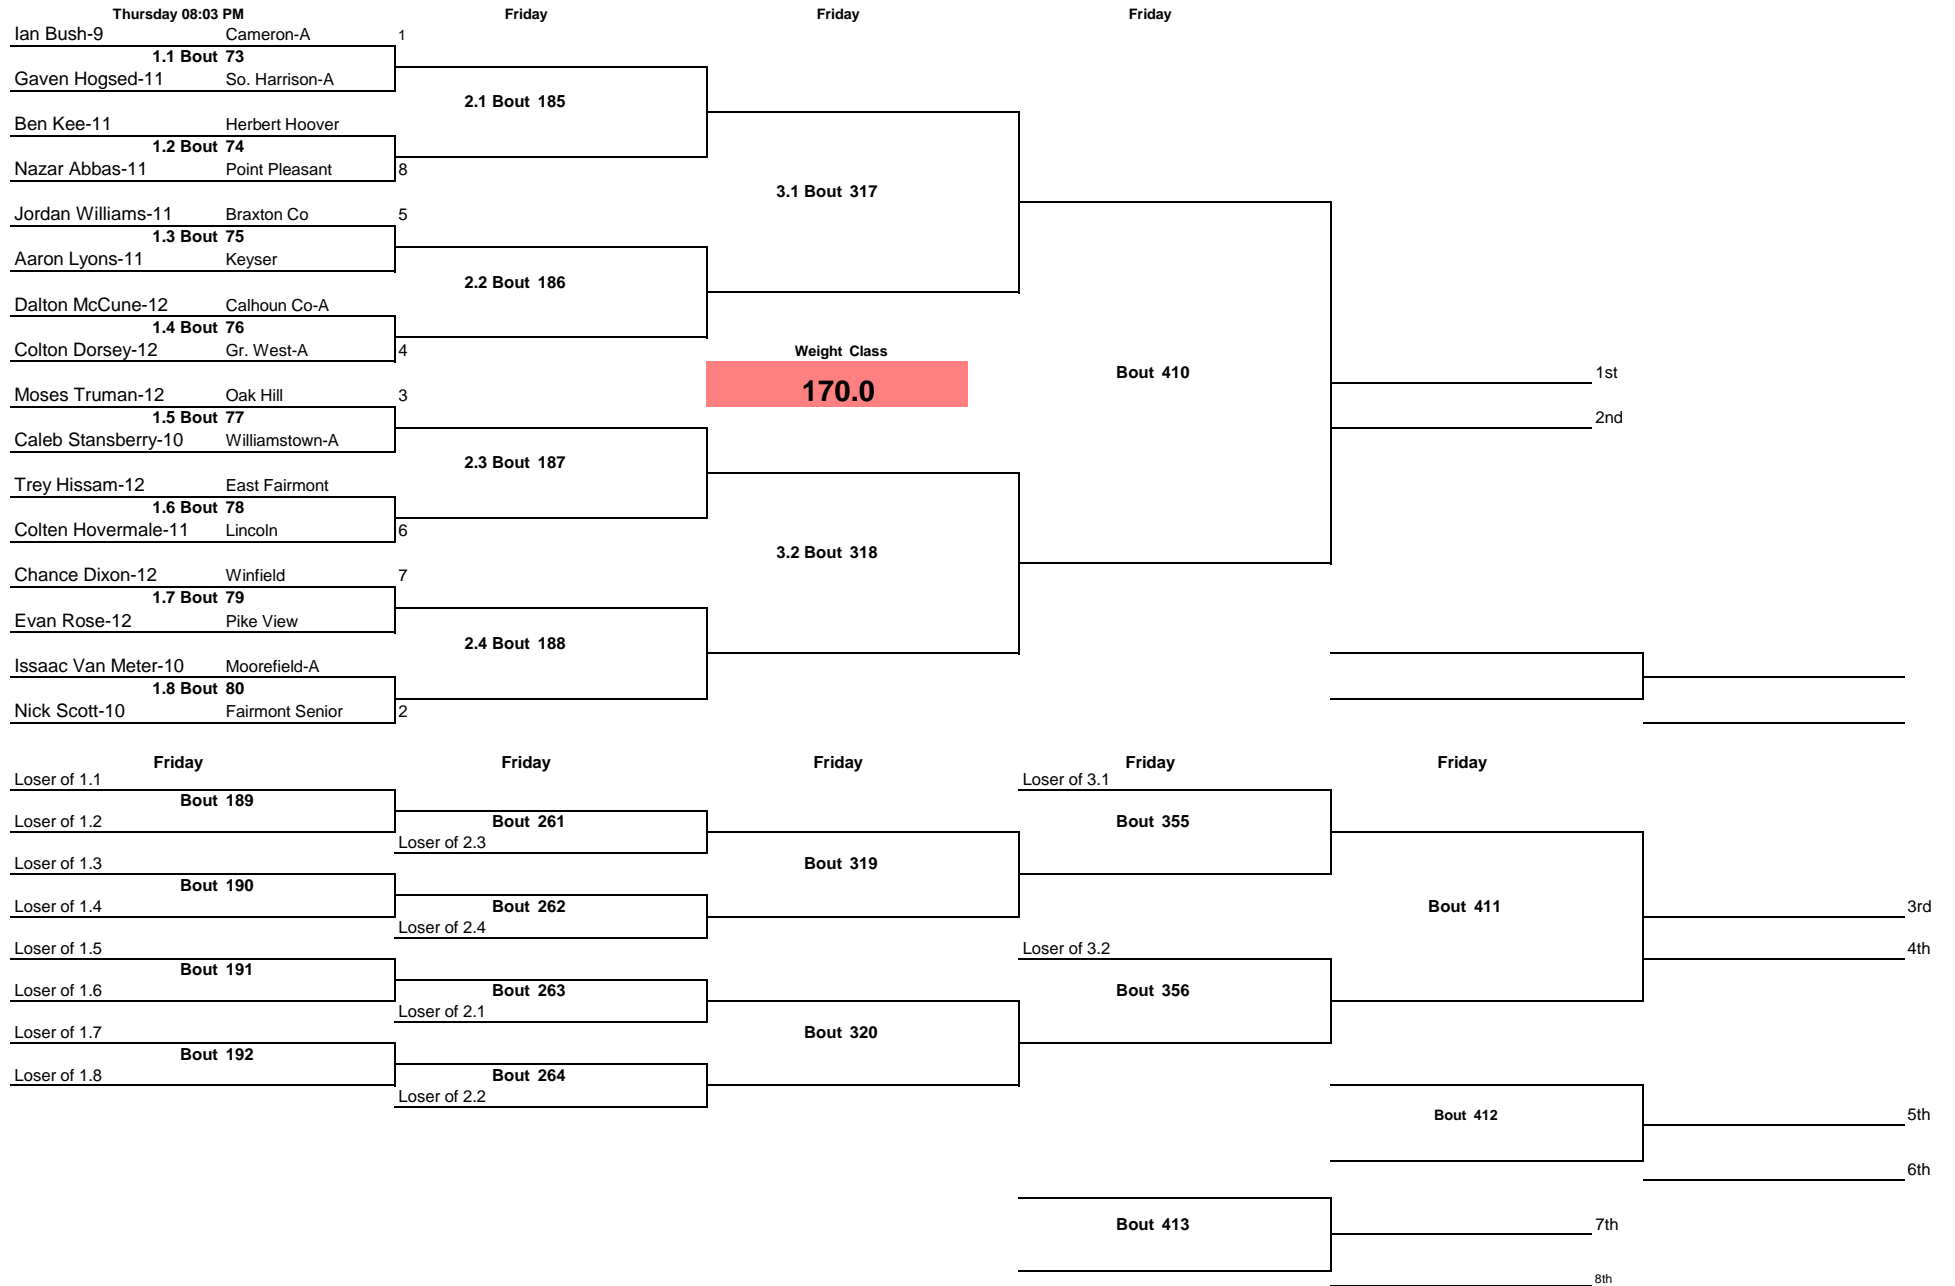 Thursday 08:03 PM Friday Friday Friday
Ian Bush-9 Cameron-A 1
1.1 Bout 73
Gaven Hogsed-11 So. Harrison-A
2.1 Bout 185
Ben Kee-11 Herbert Hoover
1.2 Bout 74
Nazar Abbas-11 Point Pleasant 8
3.1 Bout 317
Jordan Williams-11 Braxton Co 5
1.3 Bout 75
Aaron Lyons-11 Keyser
2.2 Bout 186
Dalton McCune-12 Calhoun Co-A
1.4 Bout 76
Colton Dorsey-12 Gr. West-A 4
Weight Class
Bout 410
1st
170.0
Moses Truman-12 Oak Hill 3
1.5 Bout 77
2nd
Caleb Stansberry-10 Williamstown-A
2.3 Bout 187
Trey Hissam-12 East Fairmont
1.6 Bout 78
Colten Hovermale-11 Lincoln 6
3.2 Bout 318
Chance Dixon-12 Winfield 7
1.7 Bout 79
Evan Rose-12 Pike View
2.4 Bout 188
Issaac Van Meter-10 Moorefield-A
1.8 Bout 80
Nick Scott-10 Fairmont Senior 2
Friday Friday Friday Friday Friday
Loser of 1.1 Loser of 3.1
Bout 189
Loser of 1.2 Bout 261 Bout 355
Loser of 2.3
Loser of 1.3 Bout 319
Bout 190
Loser of 1.4 Bout 262 Bout 411 3rd
Loser of 2.4
Loser of 1.5 Loser of 3.2 4th
Bout 191
Loser of 1.6 Bout 263 Bout 356
Loser of 2.1
Loser of 1.7 Bout 320
Bout 192
Loser of 1.8 Bout 264
Loser of 2.2
Bout 412 5th
6th
Bout 413 7th
8th